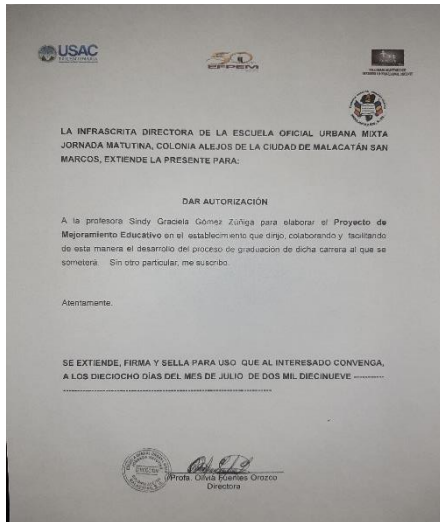 USAC
50
EFPEM
LA INFRASCRITA DIRECTORA DE LA ESCUELA OFICIAL URBANA MIXTA
JORNADA MATUTINA, COLONIA ALEJOS DE LA CIUDAD DE MALACATÁN SAN
MARCOS, EXTIENDE LA PRESENTE PARA:
DAR AUTORIZACIÓN
A la profesora Sindy Graciela Gómez Zúñiga para elaborar el Proyecto de
Mejoramiento Educativo en el establecimiento que dirijo, colaborando y facilitando
de esta manera el desarrollo del proceso de graduación de dicha carrera al que se
someterá. Sin otro particular, me suscribo.
Atentamente.
SE EXTIENDE, FIRMA Y SELLA PARA USO QUE AL INTERESADO CONVENGA,
A LOS DIECIOCHO DÍAS DEL MES DE JULIO DE DOS MIL DIECINUEVE -----------
----------------------------------------------------
Profa. Olivia Fuentes Orozco
Directora